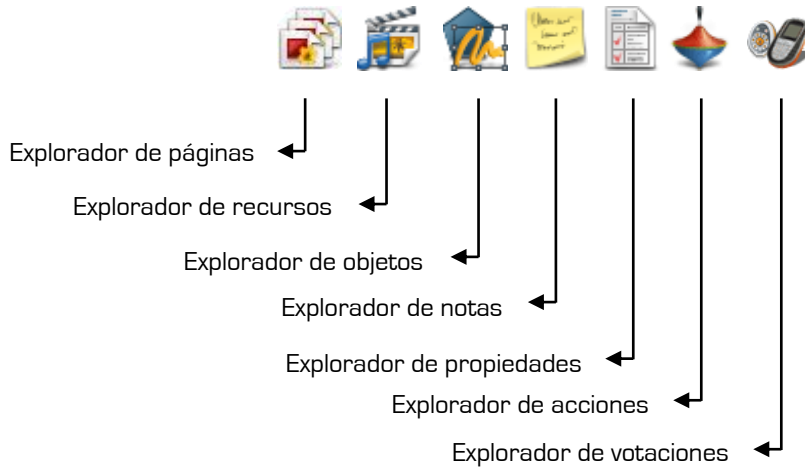 Explorador de páginas
Explorador de recursos
Explorador de objetos
Explorador de notas
Explorador de propiedades
Explorador de acciones
Explorador de votaciones